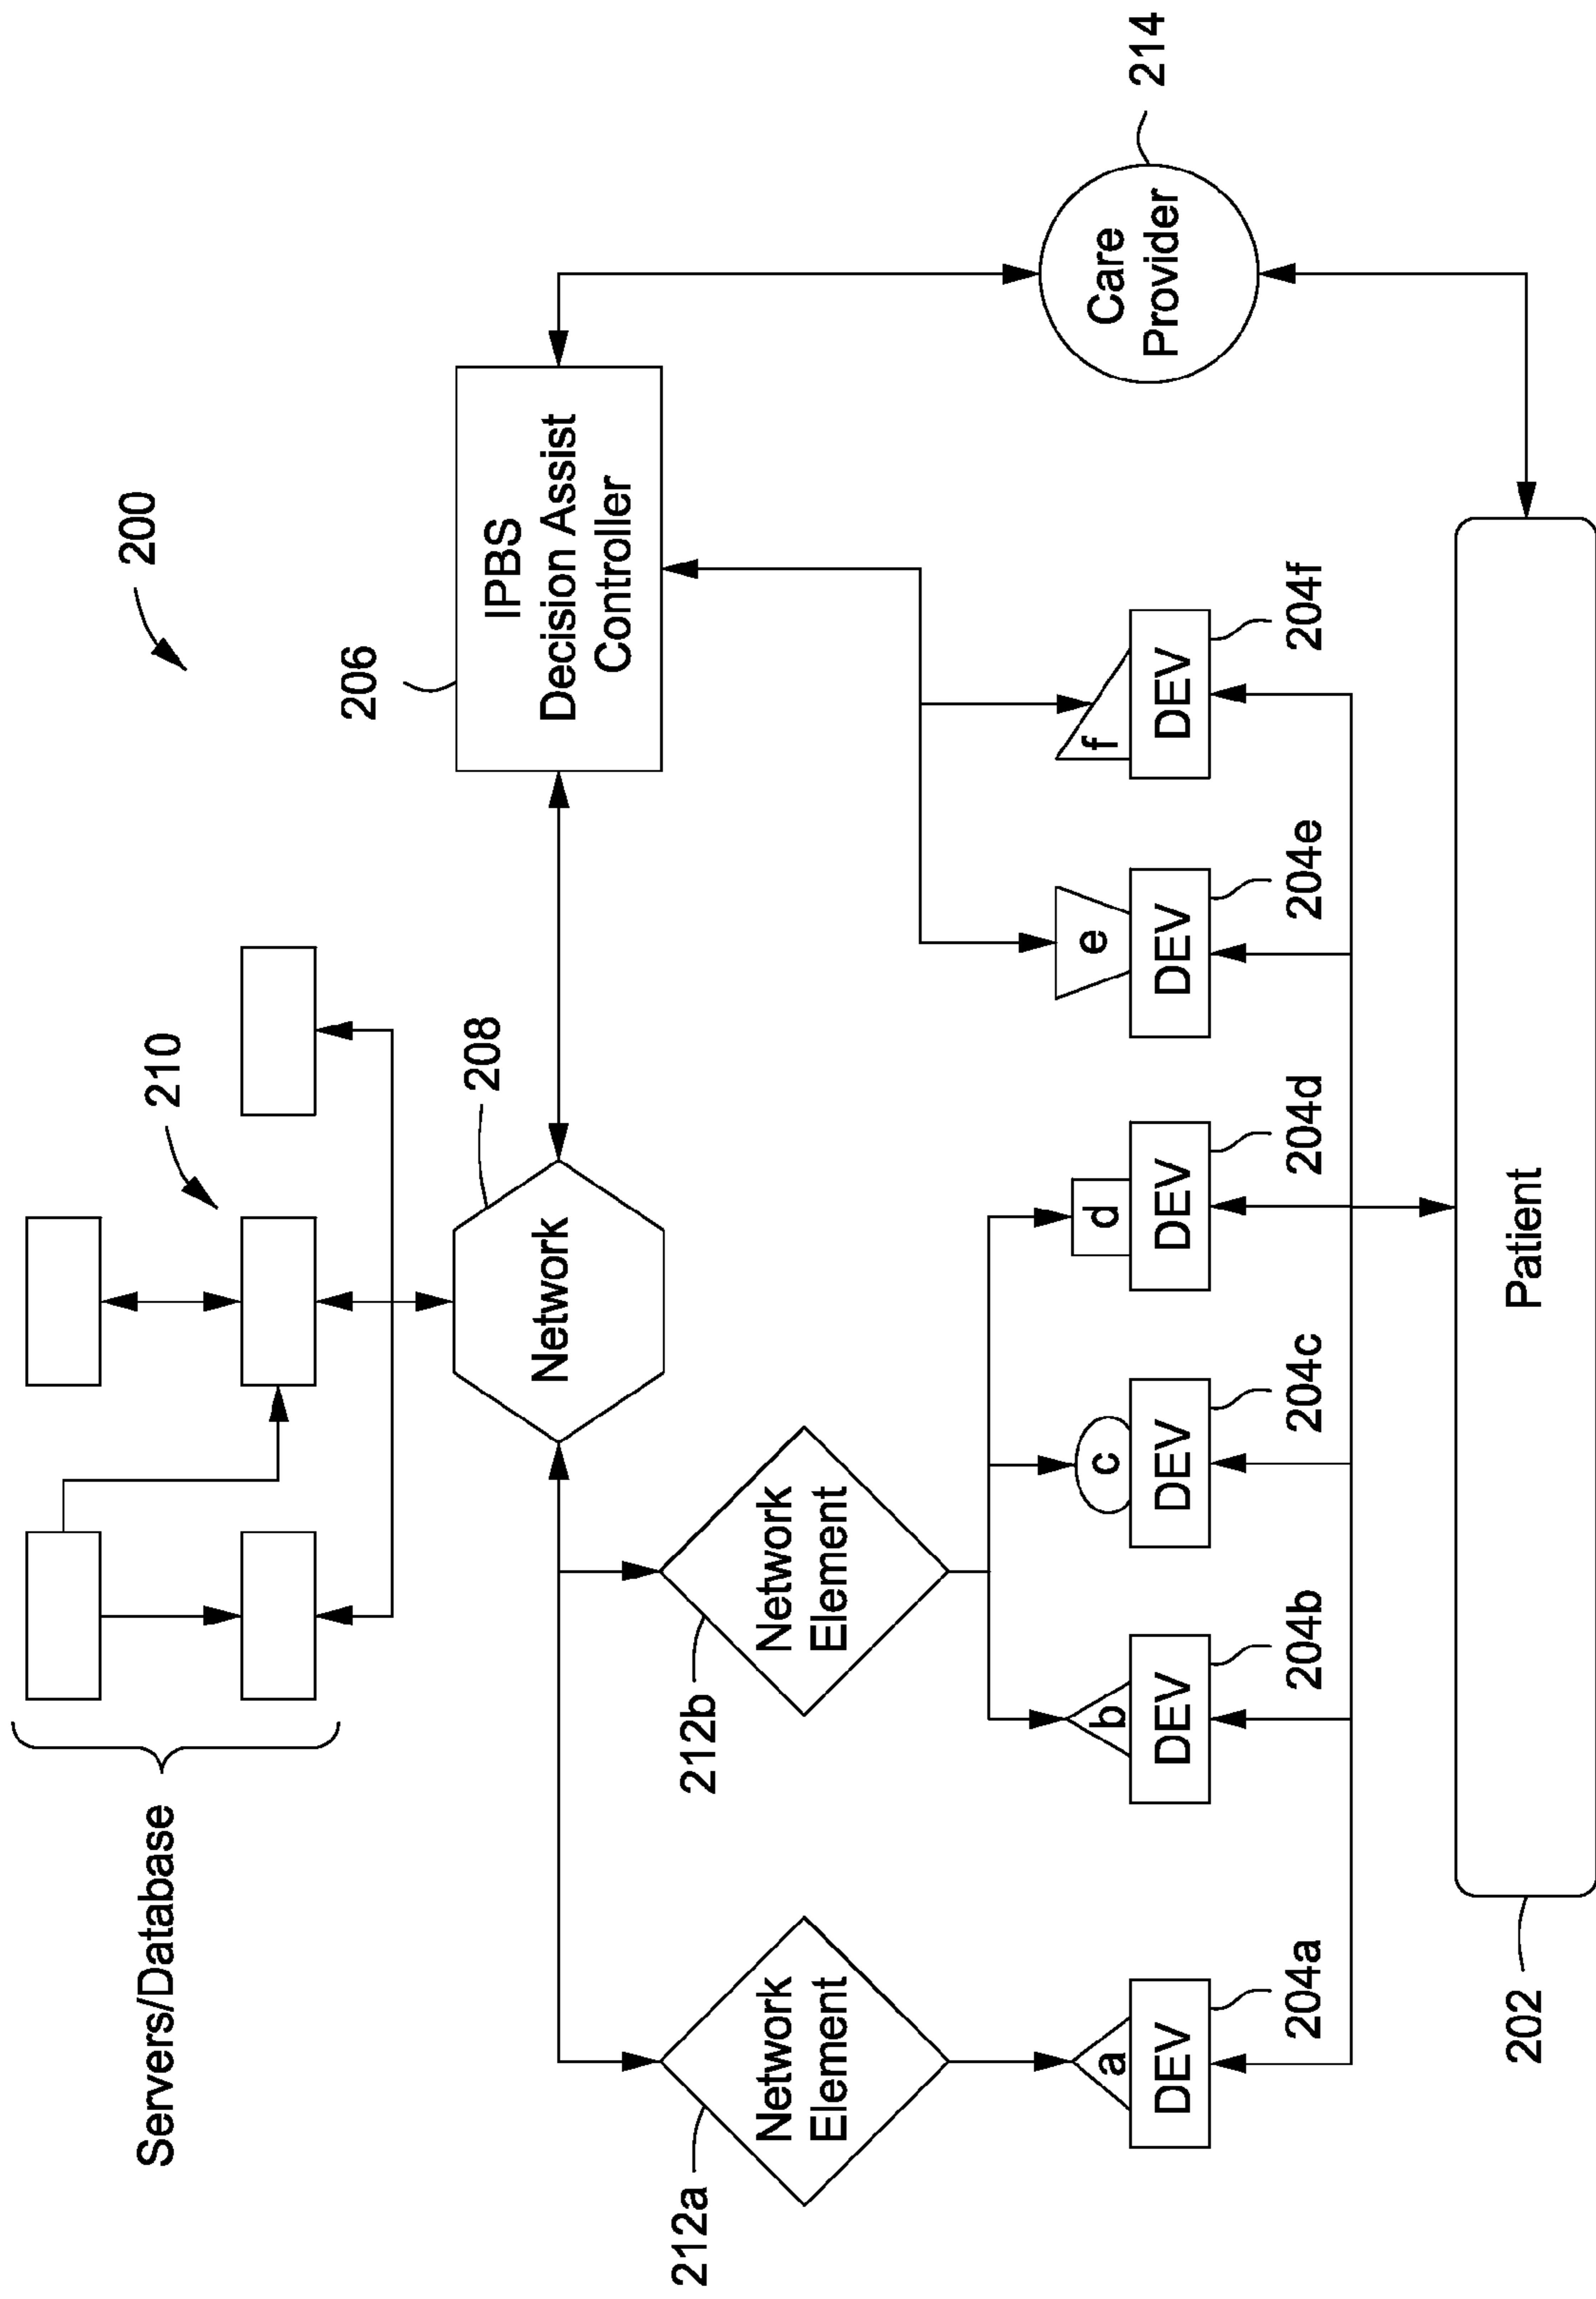 200
Servers/Database
210
206
IPBS
Decision Assist
Controller
208
Network
212a
Network
Element
212b
Network
Element
214
Care
Provider
a
DEV
204a
b
DEV
204b
c
DEV
204c
d
DEV
204d
e
DEV
204e
f
DEV
204f
202
Patient